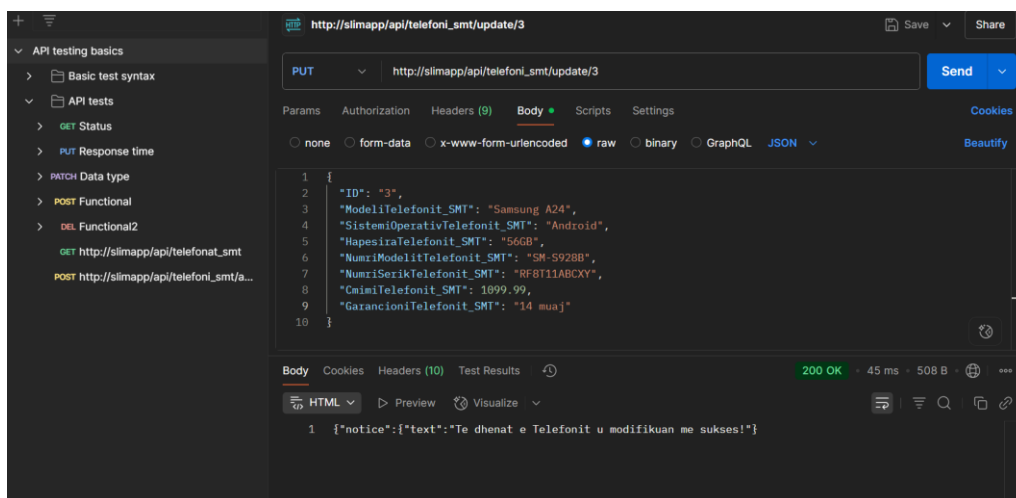 HTTP http://slimapp/api/telefoni_smt/update/3 Save Share
API testing basics
Basic test syntax
API tests
GET Status
PUT Response time
PATCH Data type
POST Functional
DEL Functional2
GET http://slimapp/api/telefonat_smt
POST http://slimapp/api/telefoni_smt/a...
PUT http://slimapp/api/telefoni_smt/update/3 Send
Params Authorization Headers (9) Body Scripts Settings Cookies
none form-data x-www-form-urlencoded raw binary GraphQL JSON Beautify
1 {
2 "ID": "3",
3 "ModeliTelefonit_SMT": "Samsung A24",
4 "SistemiOperativTelefonit_SMT": "Android",
5 "HapesiraTelefonit_SMT": "56GB",
6 "NumriModelitTelefonit_SMT": "SM-S928B",
7 "NumriSerikTelefonit_SMT": "RF8T11ABCXY",
8 "CmimiTelefonit_SMT": 1099.99,
9 "GarancioniTelefonit_SMT": "14 muaj"
10 }
Body Cookies Headers (10) Test Results 200 OK 45 ms 508 B
HTML Preview Visualize
1 {"notice":{"text":"Te dhenat e Telefonit u modifikuan me sukses!"}